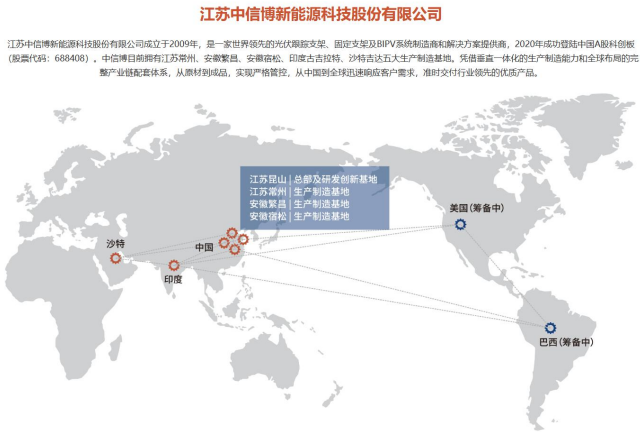 江苏中信博新能源科技股份有限公司
江苏中信博新能源科技股份有限公司成立于2009年，是一家世界领先的光伏跟踪支架、固定支架及BIPV系统制造商和解决方案提供商，2020年成功登陆中国A股科创板
（股票代码：688408）。中信博目前拥有江苏常州、安徽繁昌、安徽宿松、印度古吉拉特、沙特吉达五大生产制造基地。凭借垂直一体化的生产制造能力和全球布局的完
整产业链配套体系，从原材到成品，实现严格管控，从中国到全球迅速响应客户需求，准时交付行业领先的优质产品。
江苏昆山|总部及研发创新基地
江苏常州|生产制造基地
安徽繁昌|生产制造基地
安徽宿松|生产制造基地
美国(筹备中)
沙特
中国
印度
巴西(筹备中)